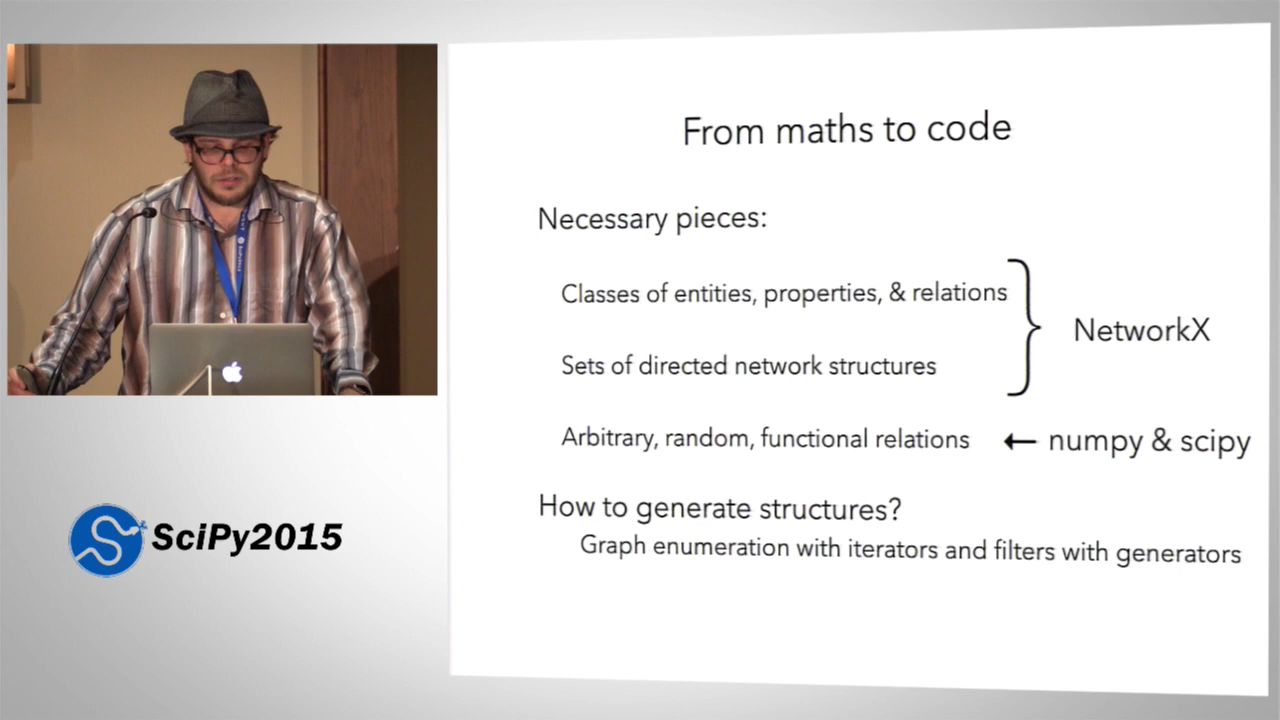 From maths to code
Necessary pieces:
Classes of entities, properties, & relations
NetworkX
Sets of directed network structures
Arbitrary, random, functional relations
numpy & scipy
How to generate structures?
Graph enumeration with iterators and filters with generators
SciPy2015